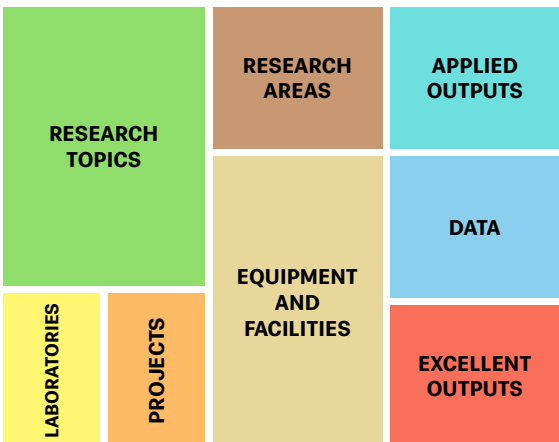 RESEARCH
TOPICS
RESEARCH
AREAS
APPLIED
OUTPUTS
DATA
EQUIPMENT
AND
FACILITIES
LABORATORIES
PROJECTS
EXCELLENT
OUTPUTS